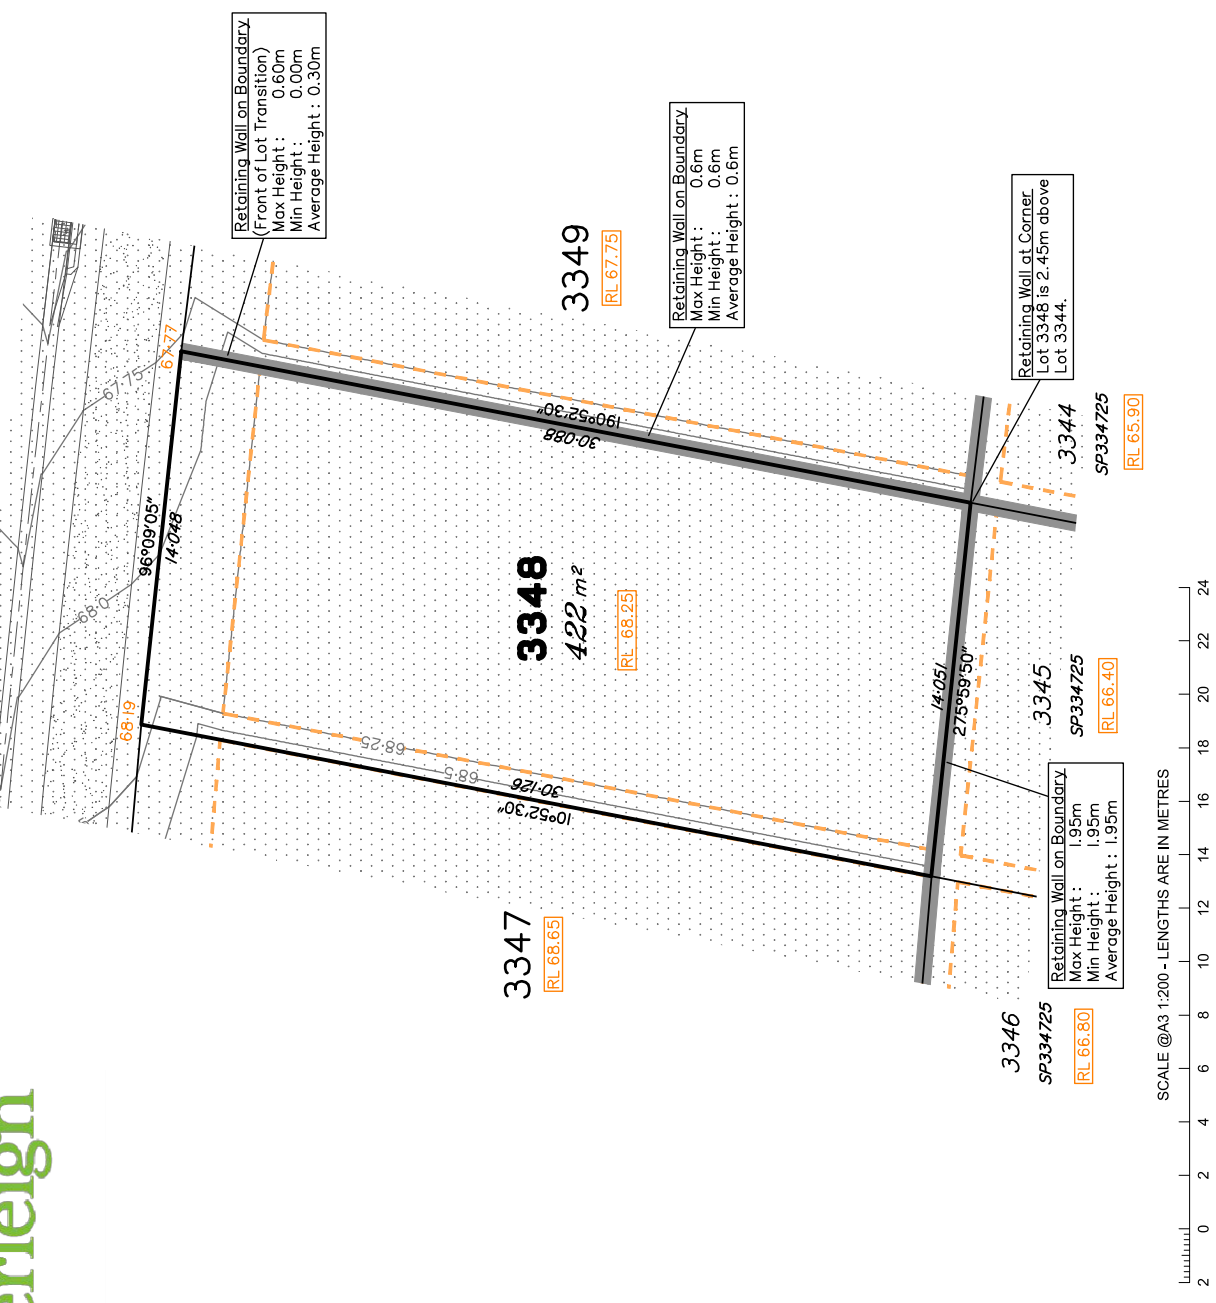 Retaining Wall on Boundary
(Front of Lot Transition)
Max Height : 0.60m
Min Height : 0.00m
Average Height : 0.30m
Retaining Wall on Boundary
Max Height : 0.6m
Min Height : 0.6m
Average Height : 0.6m
Retaining Wall at Corner
Lot 3348 is 2.45m above
Lot 3344.
Retaining Wall on Boundary
Max Height : 1.95m
Min Height : 1.95m
Average Height : 1.95m
67·77
67·75
68·0
68·19
96°09'05"
14·048
190°52'30"
30·088
3349
RL 67.75
3348
422 m²
RL 68.25
68·25
68·5
30·126
10°52'30"
3347
RL 68.65
14·051
275°59'50"
3344
SP334725
RL 65.90
3345
SP334725
RL 66.40
3346
SP334725
RL 66.80
SCALE @A3 1:200 - LENGTHS ARE IN METRES
2 0 2 4 6 8 10 12 14 16 18 20 22 24
erleign